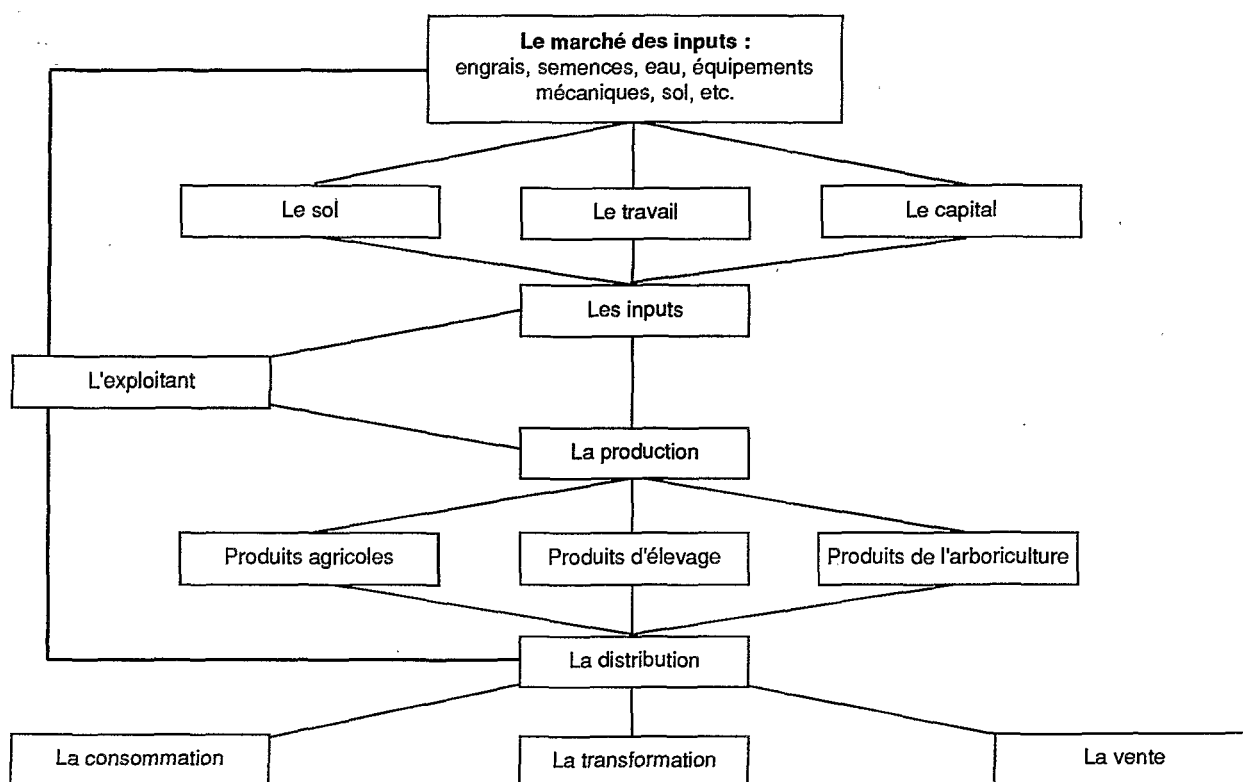 Le marché des inputs :
engrais, semences, eau, équipements
mécaniques, sol, etc.
Le sol
Le travail
Le capital
Les inputs
L'exploitant
La production
Produits agricoles
Produits d'élevage
Produits de l'arboriculture
La distribution
La consommation
La transformation
La vente